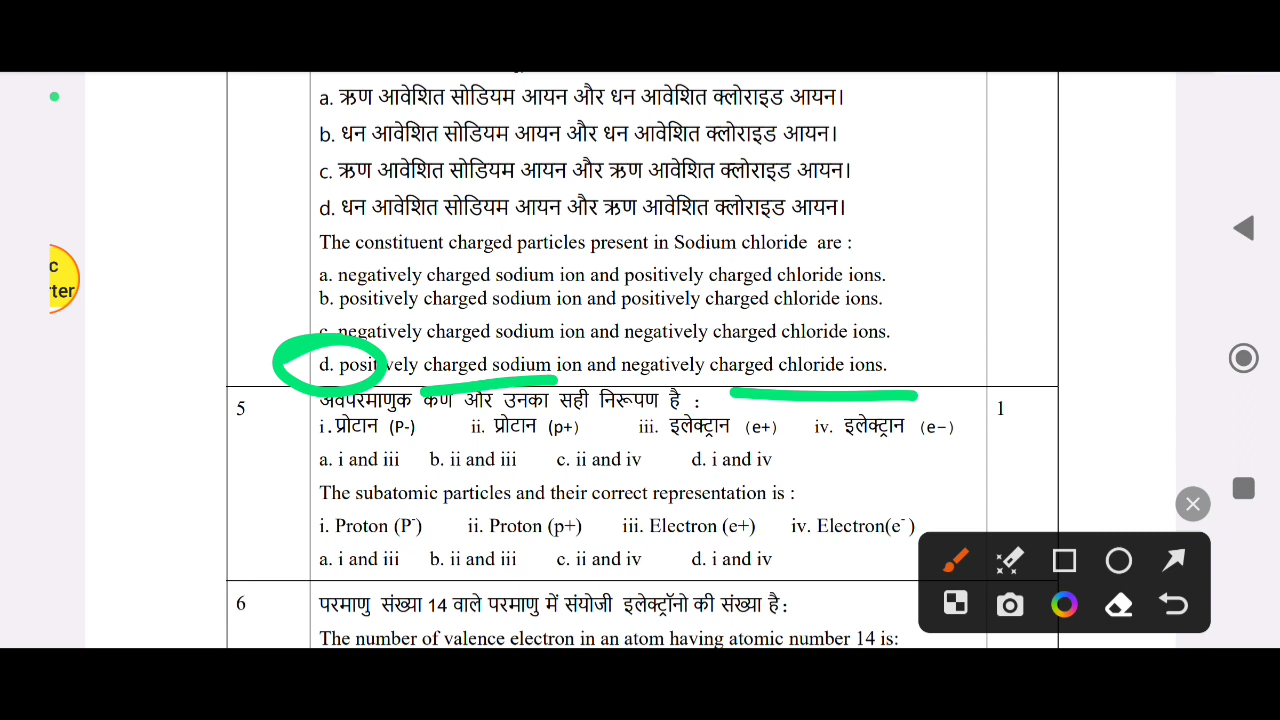 a. ऋण आवेशित सोडियम आयन और धन आवेशित क्लोराइड आयन।
b. धन आवेशित सोडियम आयन और धन आवेशित क्लोराइड आयन।
c. ऋण आवेशित सोडियम आयन और ऋण आवेशित क्लोराइड आयन।
d. धन आवेशित सोडियम आयन और ऋण आवेशित क्लोराइड आयन।
The constituent charged particles present in Sodium chloride are :
a. negatively charged sodium ion and positively charged chloride ions.
b. positively charged sodium ion and positively charged chloride ions.
c. negatively charged sodium ion and negatively charged chloride ions.
d. positively charged sodium ion and negatively charged chloride ions.
5 अवपरमाणुक कण और उनका सही निरूपण है : 1
i. प्रोटान (P-) ii. प्रोटान (p+) iii. इलेक्ट्रान (e+) iv. इलेक्ट्रान (e−)
a. i and iii b. ii and iii c. ii and iv d. i and iv
The subatomic particles and their correct representation is :
i. Proton (P⁻) ii. Proton (p+) iii. Electron (e+) iv. Electron(e⁻)
a. i and iii b. ii and iii c. ii and iv d. i and iv
6 परमाणु संख्या 14 वाले परमाणु में संयोजी इलेक्ट्रॉनो की संख्या है:
The number of valence electron in an atom having atomic number 14 is:
c
ter